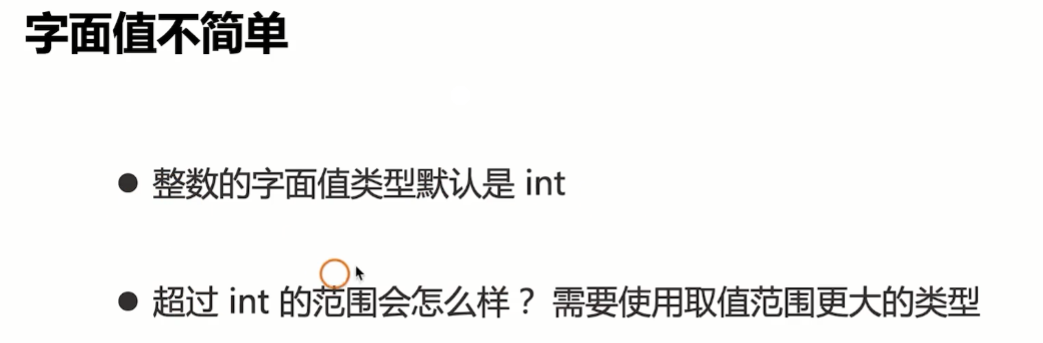 字面值不简单
● 整数的字面值类型默认是 int
● 超过 int 的范围会怎么样？ 需要使用取值范围更大的类型